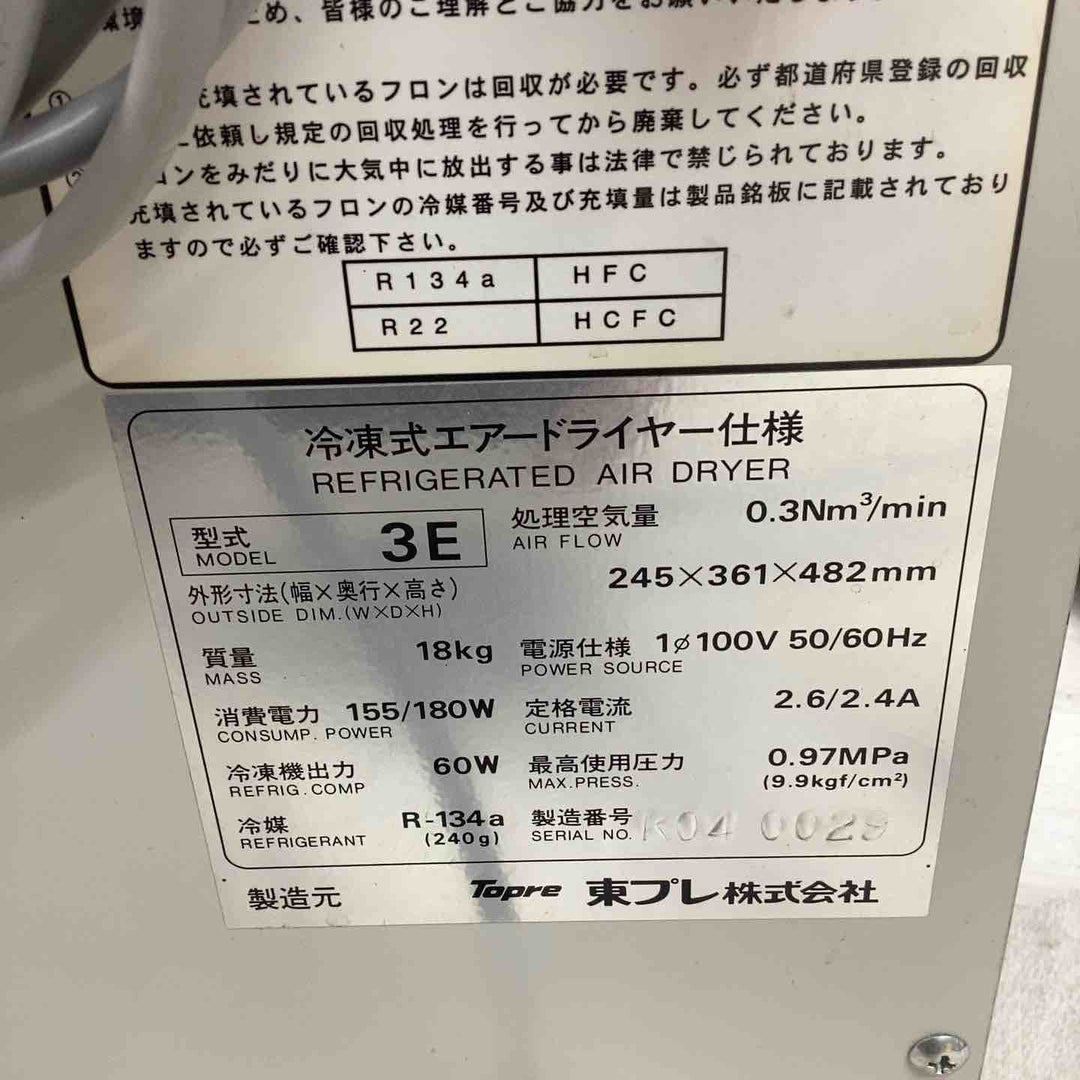 め、皆様のご理解とご協力をお願いいたします
①
充填されているフロンは回収が必要です。必ず都道府県登録の回収
依頼し規定の回収処理を行ってから廃棄してください。
②
ンをみだりに大気中に放出する事は法律で禁じられております。
充填されているフロンの冷媒番号及び充填量は製品銘板に記載されており
ますので必ずご確認下さい。
R134a HFC
R22 HCFC
冷凍式エアードライヤー仕様
REFRIGERATED AIR DRYER
型式 MODEL 3E 処理空気量 AIR FLOW 0.3Nm³/min
外形寸法(幅×奥行×高さ) 245×361×482mm
OUTSIDE DIM.(W×D×H)
質量 MASS 18kg 電源仕様 POWER SOURCE 1φ100V 50/60Hz
消費電力 CONSUMP. POWER 155/180W 定格電流 CURRENT 2.6/2.4A
冷凍機出力 REFRIG.COMP 60W 最高使用圧力 MAX.PRESS. 0.97MPa
(9.9kgf/cm²)
冷媒 REFRIGERANT R-134a (240g) 製造番号 SERIAL NO. K04 0029
製造元 Topre 東プレ株式会社